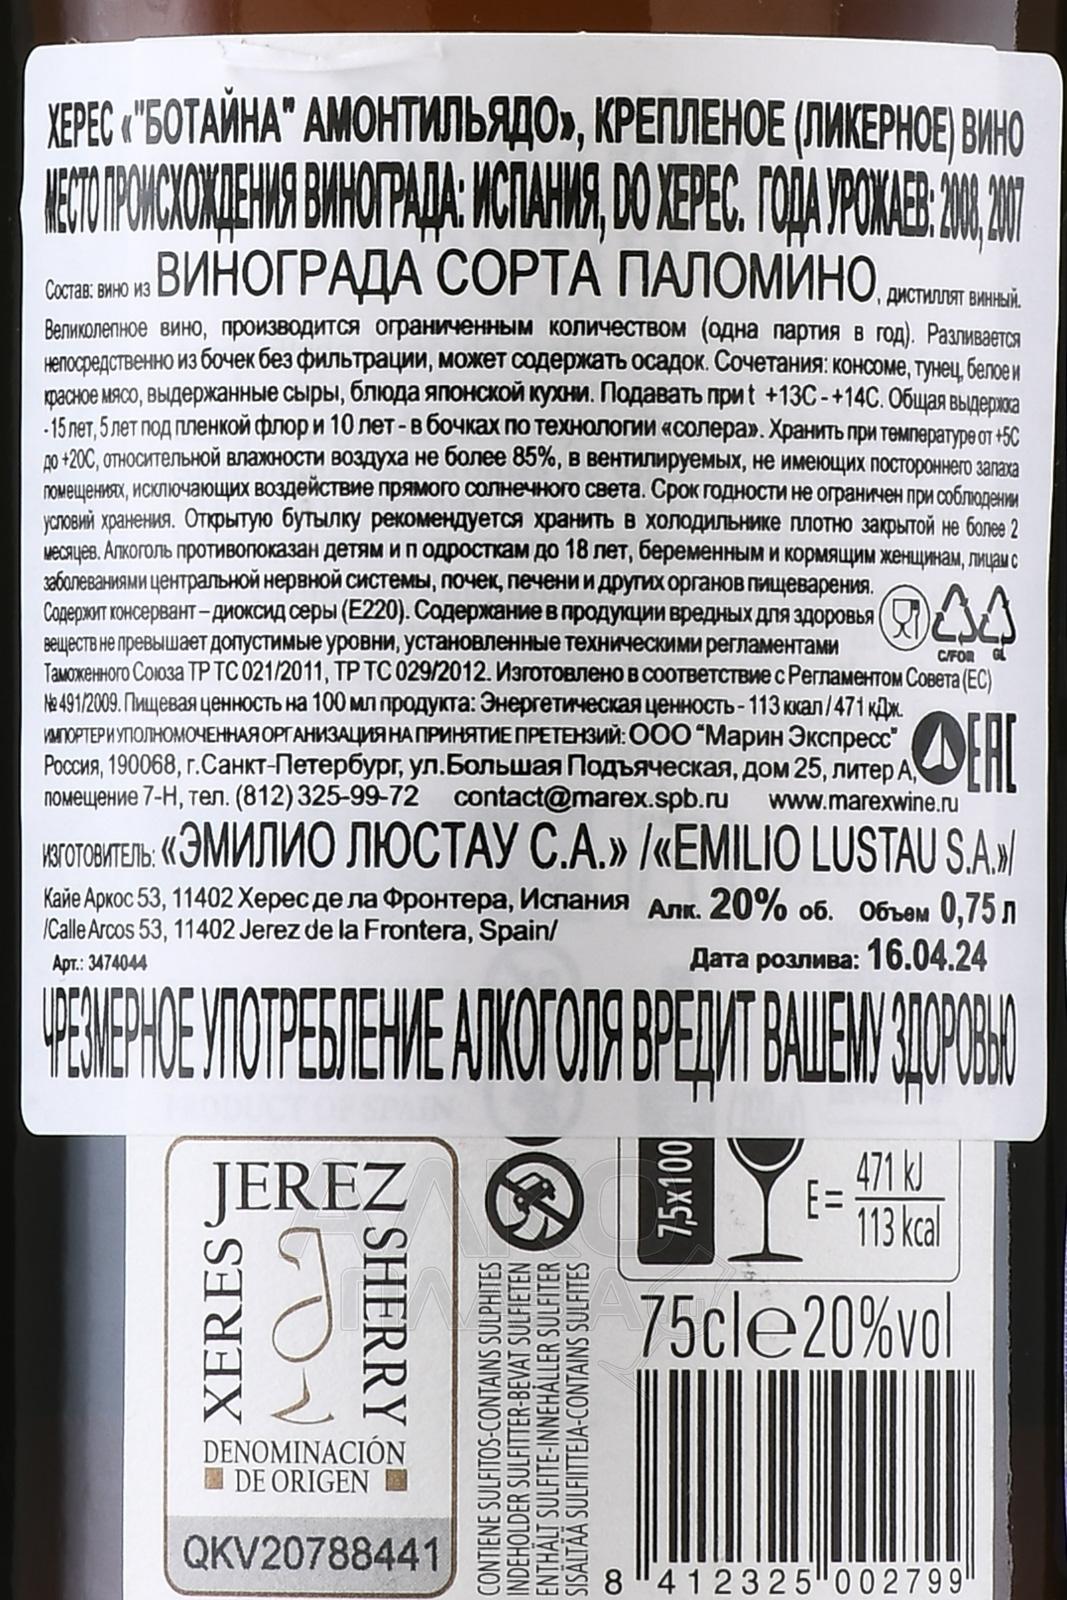 ХЕРЕС «"БОТАЙНА" АМОНТИЛЬЯДО», КРЕПЛЕНОЕ (ЛИКЕРНОЕ) ВИНО
МЕСТО ПРОИСХОЖДЕНИЯ ВИНОГРАДА: ИСПАНИЯ, DO ХЕРЕС. ГОДА УРОЖАЕВ: 2008, 2007
Состав: вино из ВИНОГРАДА СОРТА ПАЛОМИНО, дистиллят винный.
Великолепное вино, производится ограниченным количеством (одна партия в год). Разливается
непосредственно из бочек без фильтрации, может содержать осадок. Сочетания: консоме, тунец, белое и
красное мясо, выдержанные сыры, блюда японской кухни. Подавать при t +13C - +14C. Общая выдержка
- 15 лет, 5 лет под пленкой флор и 10 лет - в бочках по технологии «солера». Хранить при температуре от +5C
до +20C, относительной влажности воздуха не более 85%, в вентилируемых, не имеющих постороннего запаха
помещениях, исключающих воздействие прямого солнечного света. Срок годности не ограничен при соблюдении
условий хранения. Открытую бутылку рекомендуется хранить в холодильнике плотно закрытой не более 2
месяцев. Алкоголь противопоказан детям и п одросткам до 18 лет, беременным и кормящим женщинам, лицам с
заболеваниями центральной нервной системы, почек, печени и других органов пищеварения.
Содержит консервант – диоксид серы (Е220). Содержание в продукции вредных для здоровья
веществ не превышает допустимые уровни, установленные техническими регламентами
C/FOR GL
Таможенного Союза ТР ТС 021/2011, ТР ТС 029/2012. Изготовлено в соответствие с Регламентом Совета (ЕС)
№ 491/2009. Пищевая ценность на 100 мл продукта: Энергетическая ценность - 113 ккал / 471 кДж.
ИМПОРТЕР И УПОЛНОМОЧЕННАЯ ОРГАНИЗАЦИЯ НА ПРИНЯТИЕ ПРЕТЕНЗИЙ: ООО "Марин Экспресс"
EAC
Россия, 190068, г.Санкт-Петербург, ул.Большая Подъяческая, дом 25, литер А,
помещение 7-Н, тел. (812) 325-99-72 contact@marex.spb.ru www.marexwine.ru
ИЗГОТОВИТЕЛЬ: «ЭМИЛИО ЛЮСТАУ С.А.» /«EMILIO LUSTAU S.A.»/
Кайе Аркос 53, 11402 Херес де ла Фронтера, Испания
/Calle Arcos 53, 11402 Jerez de la Frontera, Spain/
Алк. 20% об. Объем 0,75 л
Арт.: 3474044
Дата розлива: 16.04.24
ЧРЕЗМЕРНОЕ УПОТРЕБЛЕНИЕ АЛКОГОЛЯ ВРЕДИТ ВАШЕМУ ЗДОРОВЬЮ
PRODUCT OF SPAIN
JEREZ
XERES
SHERRY
DENOMINACIÓN
DE ORIGEN
QKV20788441
CONTIENE SULFITOS-CONTAINS SULPHITES
INDEHOLDER SULFITTER-BEVAT SULFIETEN
ENTHÄLT SULFITE-INNEHÅLLER SULFITER
SISÄLTÄÄ SULFIITTEJA-CONTAINS SULFITES
7,5x100
E= 471 kJ
113 kcal
75cl e 20%vol
8 412325 002799
АЛКО
ПЛАЗА.ru